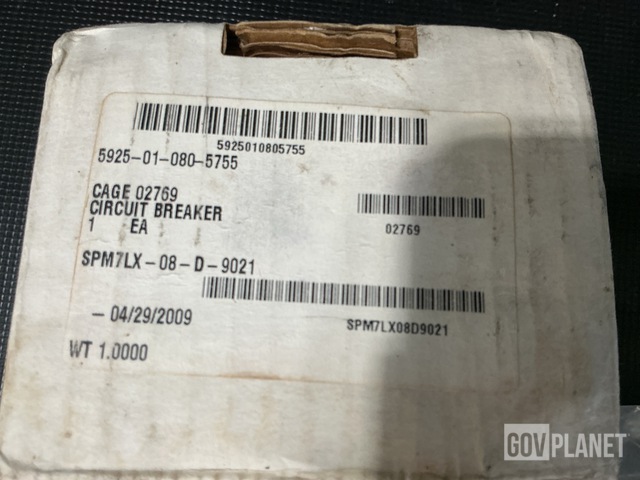 5925010805755
5925-01-080-5755
CAGE 02769
CIRCUIT BREAKER
1 EA
02769
SPM7LX-08-D-9021
- 04/29/2009
SPM7LX08D9021
WT 1.0000
GOVPLANET